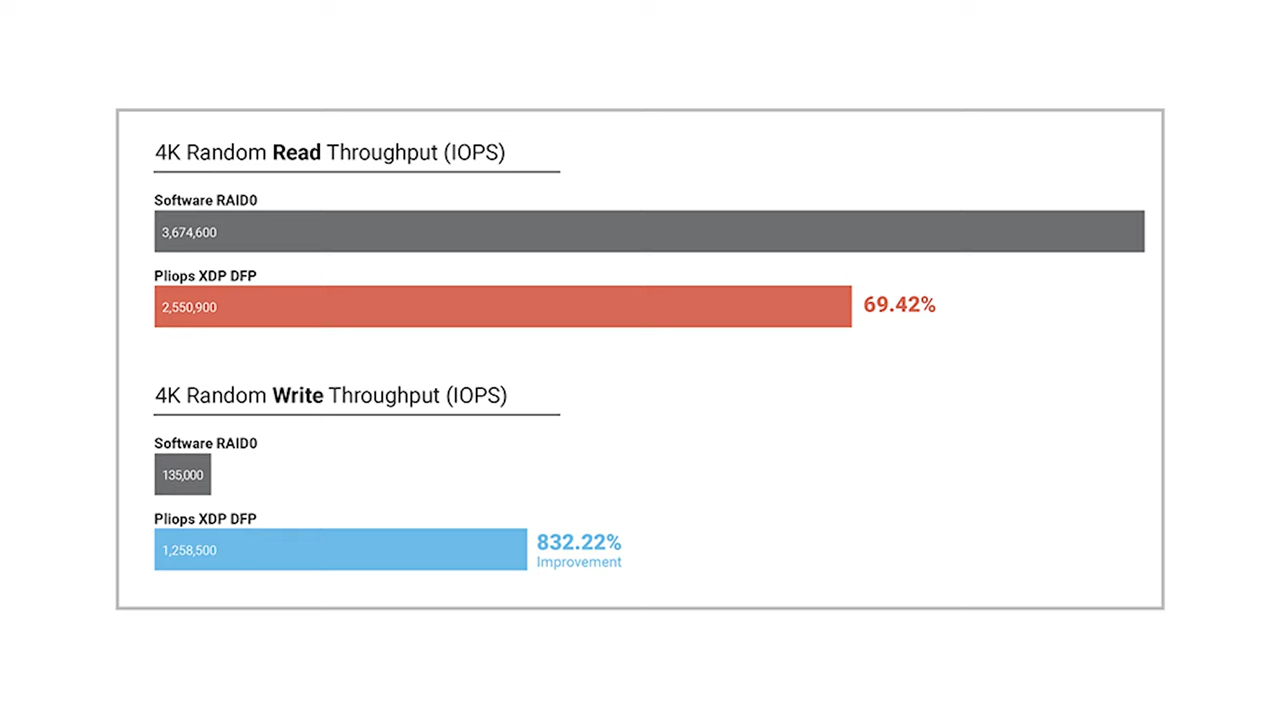 4K Random Read Throughput (IOPS)
Software RAID0
3,674,600
Pliops XDP DFP
2,550,900
69.42%
4K Random Write Throughput (IOPS)
Software RAID0
135,000
Pliops XDP DFP
1,258,500
832.22%
Improvement